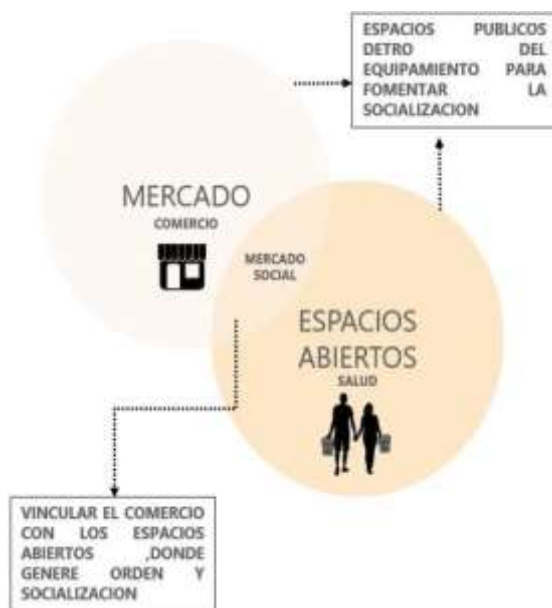 ESPACIOS PUBLICOS
DETRO DEL
EQUIPAMIENTO PARA
FOMENTAR LA
SOCIALIZACION
MERCADO
COMERCIO
MERCADO
SOCIAL
ESPACIOS
ABIERTOS
SALUD
VINCULAR EL COMERCIO
CON LOS ESPACIOS
ABIERTOS ,DONDE
GENERE ORDEN Y
SOCIALIZACION